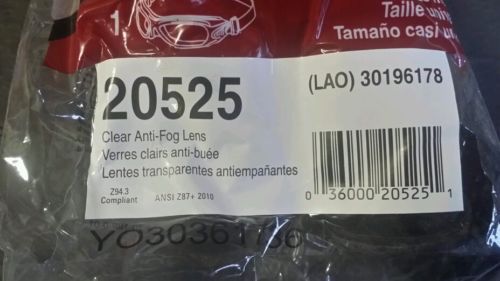 1
Taille
Tamaño casi
20525
(LAO) 30196178
Clear Anti-Fog Lens
Verres clairs anti-buée
Lentes transparentes antiempañantes
Z94.3
Compliant
ANSI Z87+ 2010
0 36000 20525 1